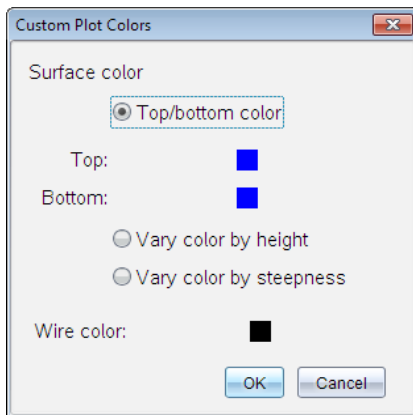 Custom Plot Colors
Surface color
Top/bottom color
Top:
Bottom:
Vary color by height
Vary color by steepness
Wire color:
OK Cancel